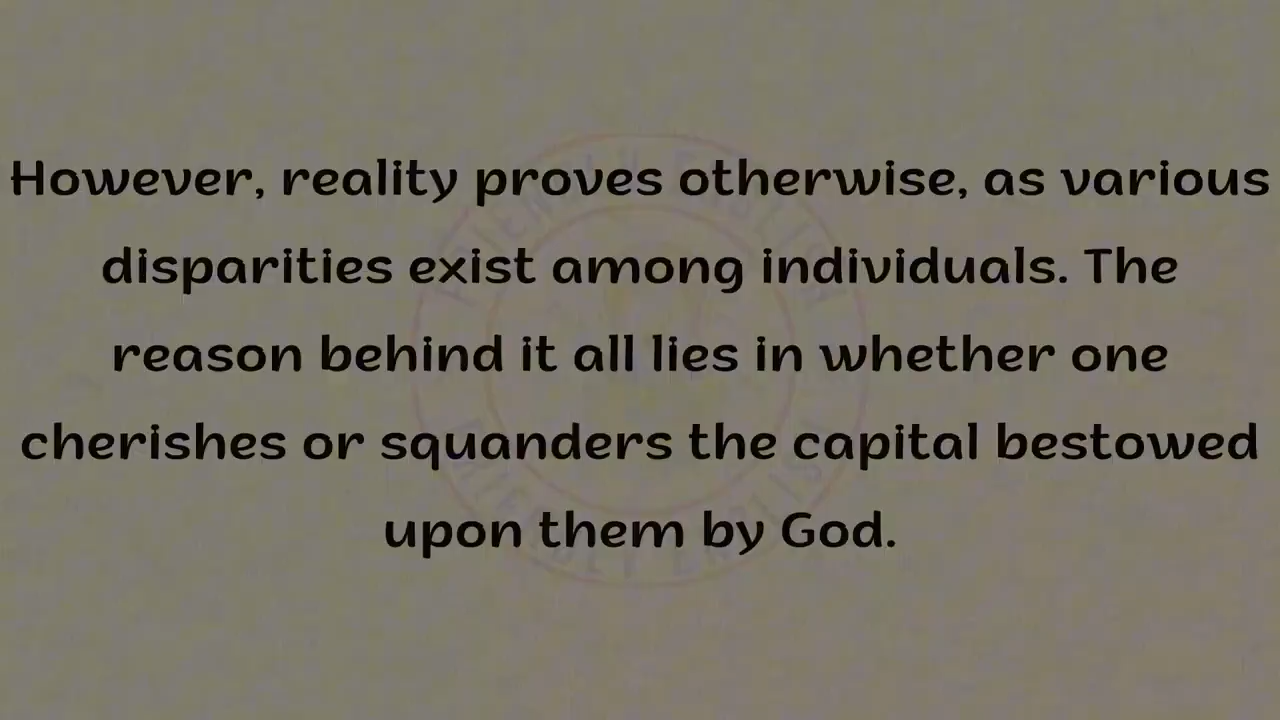 However, reality proves otherwise, as various
disparities exist among individuals. The
reason behind it all lies in whether one
cherishes or squanders the capital bestowed
upon them by God.